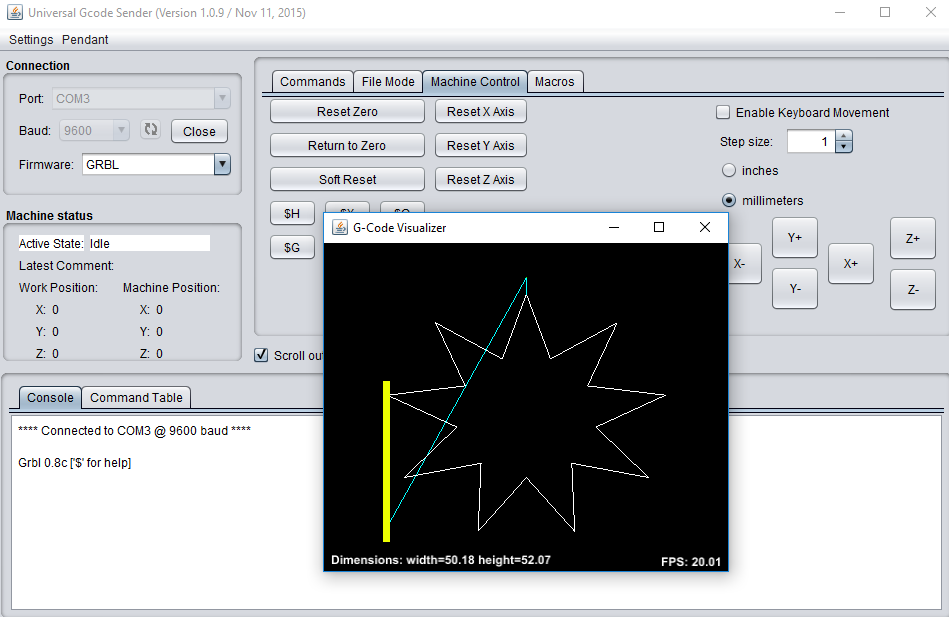 Universal Gcode Sender (Version 1.0.9 / Nov 11, 2015)
Settings Pendant
Connection
Port: COM3
Baud: 9600 Close
Firmware: GRBL
Machine status
Active State: Idle
Latest Comment:
Work Position: Machine Position:
X: 0 X: 0
Y: 0 Y: 0
Z: 0 Z: 0
Commands File Mode Machine Control Macros
Reset Zero Reset X Axis
Return to Zero Reset Y Axis
Soft Reset Reset Z Axis
$H
$G
Enable Keyboard Movement
Step size: 1
inches
millimeters
X- Y+ Y- X+ Z+ Z-
Scroll
G-Code Visualizer
Dimensions: width=50.18 height=52.07
FPS: 20.01
Console Command Table
**** Connected to COM3 @ 9600 baud ****
Grbl 0.8c ['$' for help]